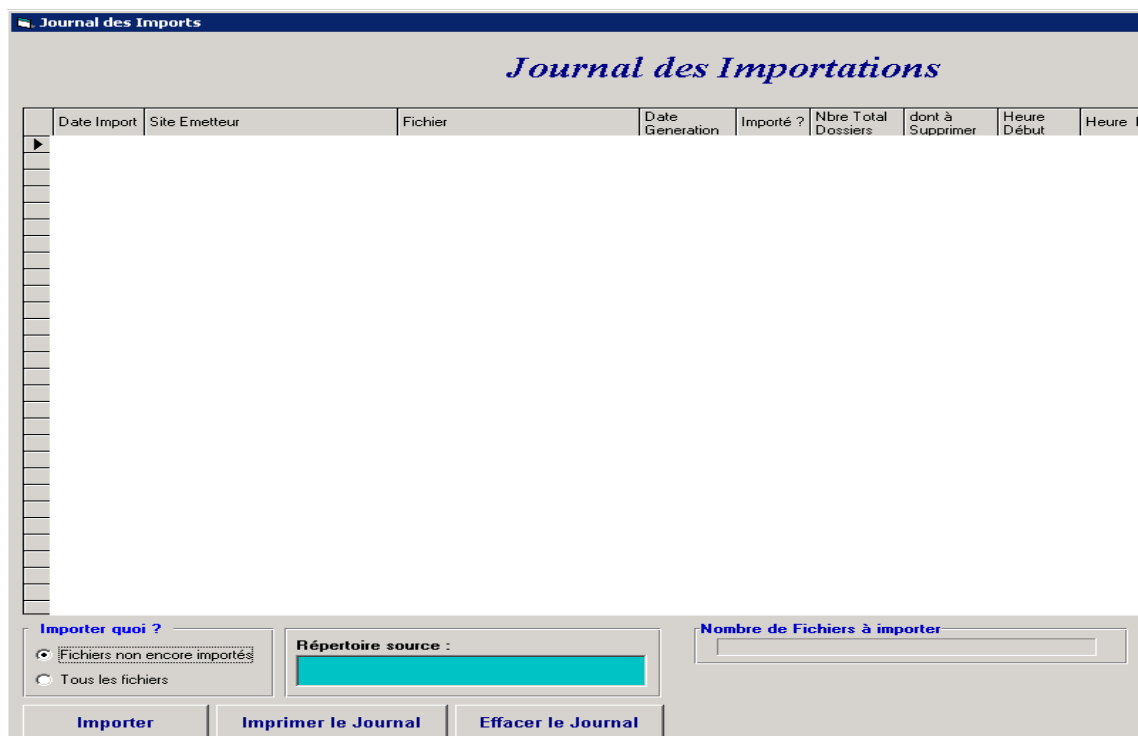 Journal des Imports
Journal des Importations
Date Import Site Emetteur Fichier Date Generation Importé ? Nbre Total Dossiers dont à Supprimer Heure Début Heure
Importer quoi ?
Fichiers non encore importés
Tous les fichiers
Répertoire source :
Nombre de Fichiers à importer
Importer Imprimer le Journal Effacer le Journal